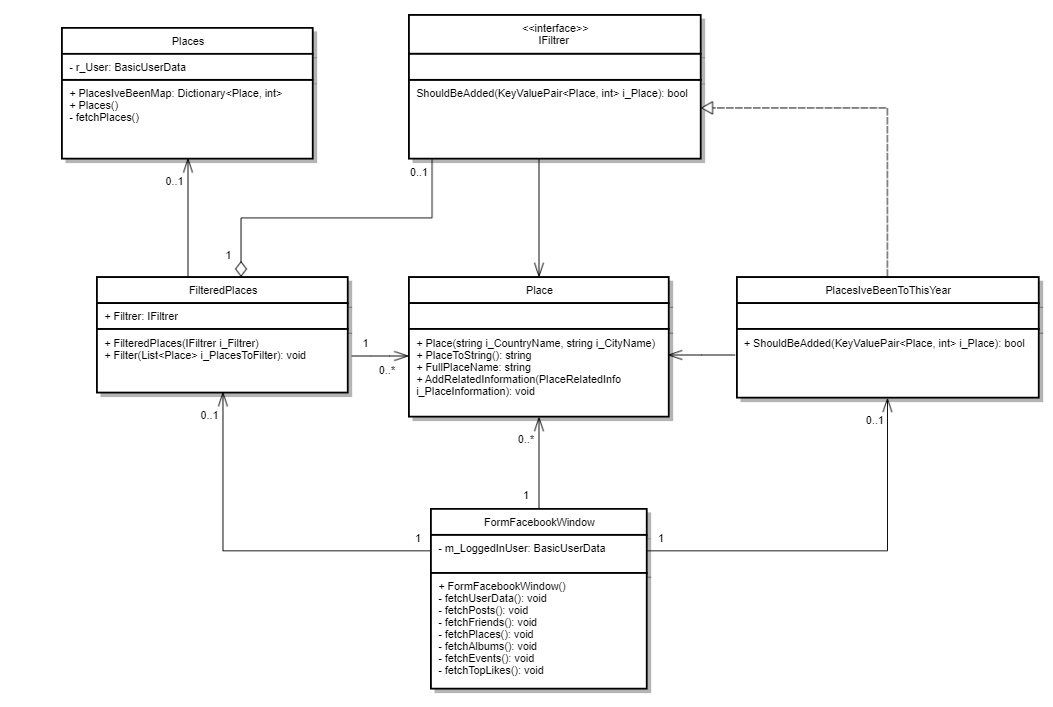 Places
- r_User: BasicUserData
+ PlacesIveBeenMap: Dictionary<Place, int>
+ Places()
- fetchPlaces()
<<interface>>
IFiltrer
ShouldBeAdded(KeyValuePair<Place, int> i_Place): bool
0..1
0..1
1
FilteredPlaces
+ Filtrer: IFiltrer
+ FilteredPlaces(IFiltrer i_Filtrer)
+ Filter(List<Place> i_PlacesToFilter): void
1
0..*
Place
+ Place(string i_CountryName, string i_CityName)
+ PlaceToString(): string
+ FullPlaceName: string
+ AddRelatedInformation(PlaceRelatedInfo
i_PlaceInformation): void
PlacesIveBeenToThisYear
+ ShouldBeAdded(KeyValuePair<Place, int> i_Place): bool
0..1
0..*
0..1
1
1
1
FormFacebookWindow
- m_LoggedInUser: BasicUserData
+ FormFacebookWindow()
- fetchUserData(): void
- fetchPosts(): void
- fetchFriends(): void
- fetchPlaces(): void
- fetchAlbums(): void
- fetchEvents(): void
- fetchTopLikes(): void